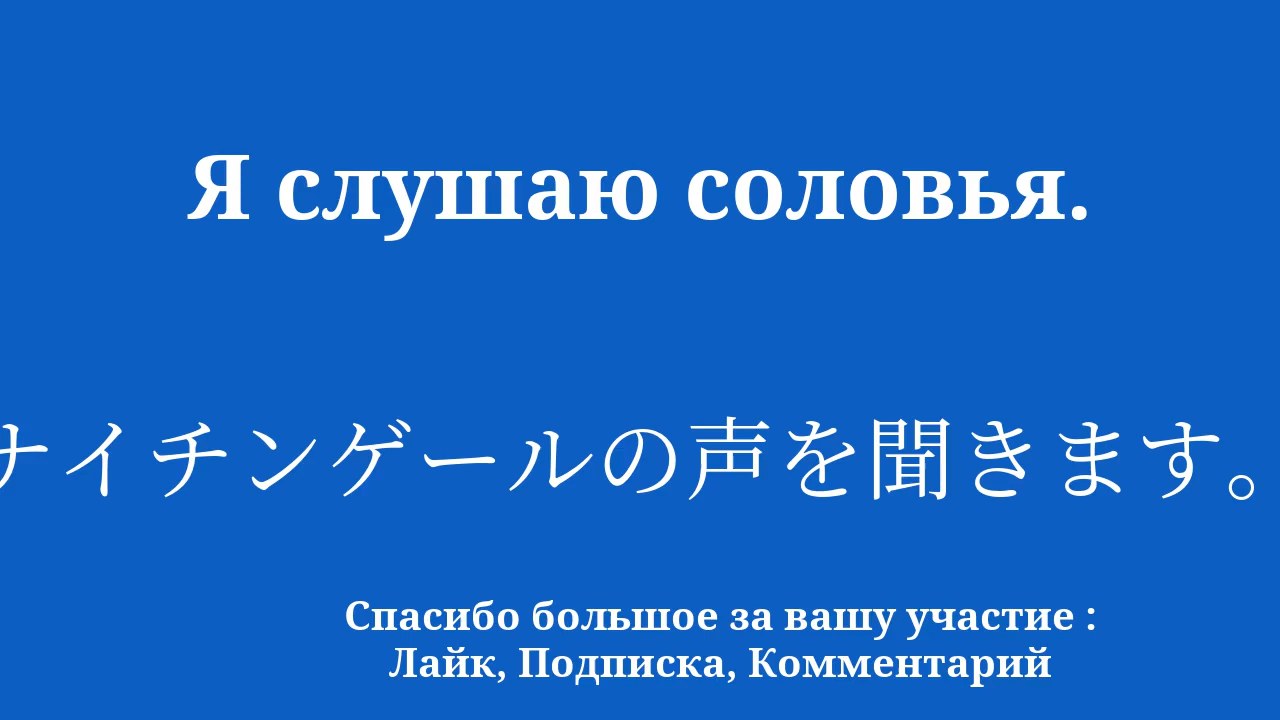 Я слушаю соловья.
ナイチンゲールの声を聞きます。
Спасибо большое за вашу участие :
Лайк, Подписка, Комментарий